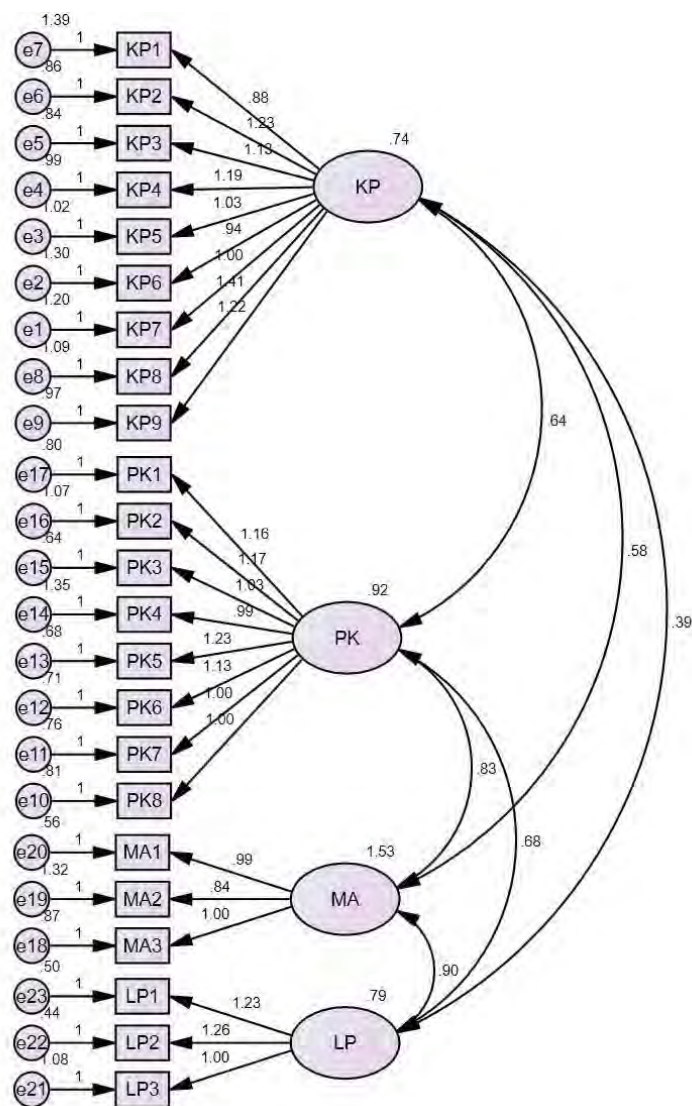 1.39
e7 1 KP1
.86
e6 1 KP2
.84
e5 1 KP3
.99
e4 1 KP4
1.02
e3 1 KP5
1.30
e2 1 KP6
1.20
e1 1 KP7
1.09
e8 1 KP8
.97
e9 1 KP9
.88
1.23
1.13
1.19
1.03
.94
1.00
1.41
1.22
.74
KP
.80
e17 1 PK1
1.07
e16 1 PK2
.64
e15 1 PK3
1.35
e14 1 PK4
.68
e13 1 PK5
.71
e12 1 PK6
.76
e11 1 PK7
.81
e10 1 PK8
1.16
1.17
1.03
.99
1.23
1.13
1.00
1.00
.92
PK
.56
e20 1 MA1
1.32
e19 1 MA2
.87
e18 1 MA3
.99
.84
1.00
1.53
MA
.50
e23 1 LP1
.44
e22 1 LP2
1.08
e21 1 LP3
1.23
1.26
1.00
.79
LP
.64
.58
.39
.83
.68
.90